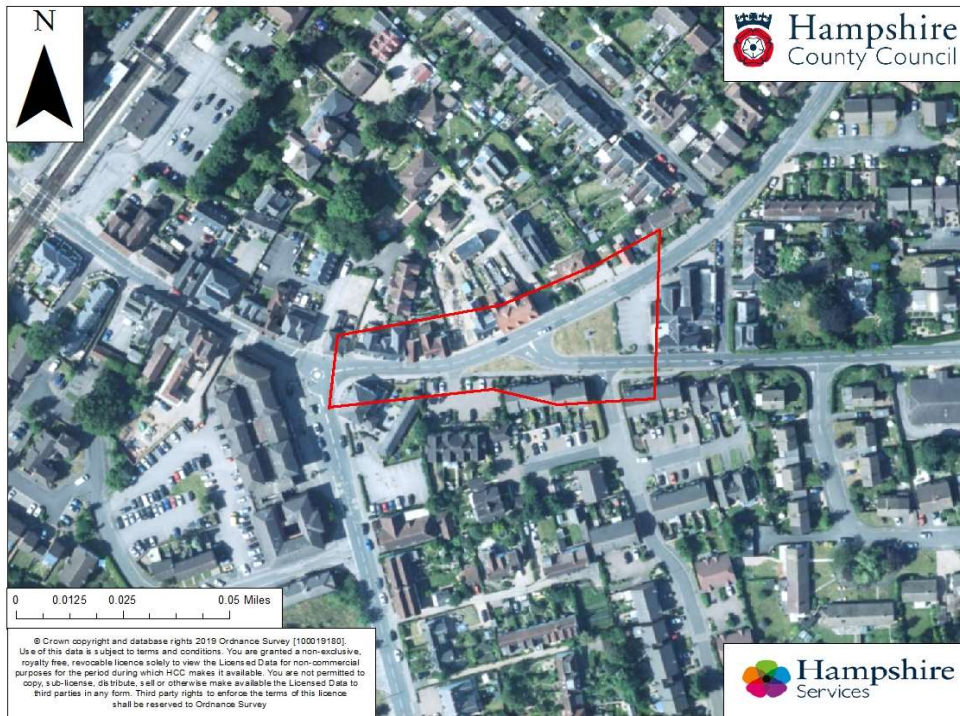 N
Hampshire
County Council
0 0.0125 0.025 0.05 Miles
© Crown copyright and database rights 2019 Ordnance Survey [100019180].
Use of this data is subject to terms and conditions. You are granted a non-exclusive,
royalty free, revocable licence solely to view the Licensed Data for non-commercial
purposes for the period during which HCC makes it available. You are not permitted to
copy, sub-license, distribute, sell or otherwise make available the Licensed Data to
third parties in any form. Third party rights to enforce the terms of this licence
shall be reserved to Ordnance Survey
Hampshire
Services